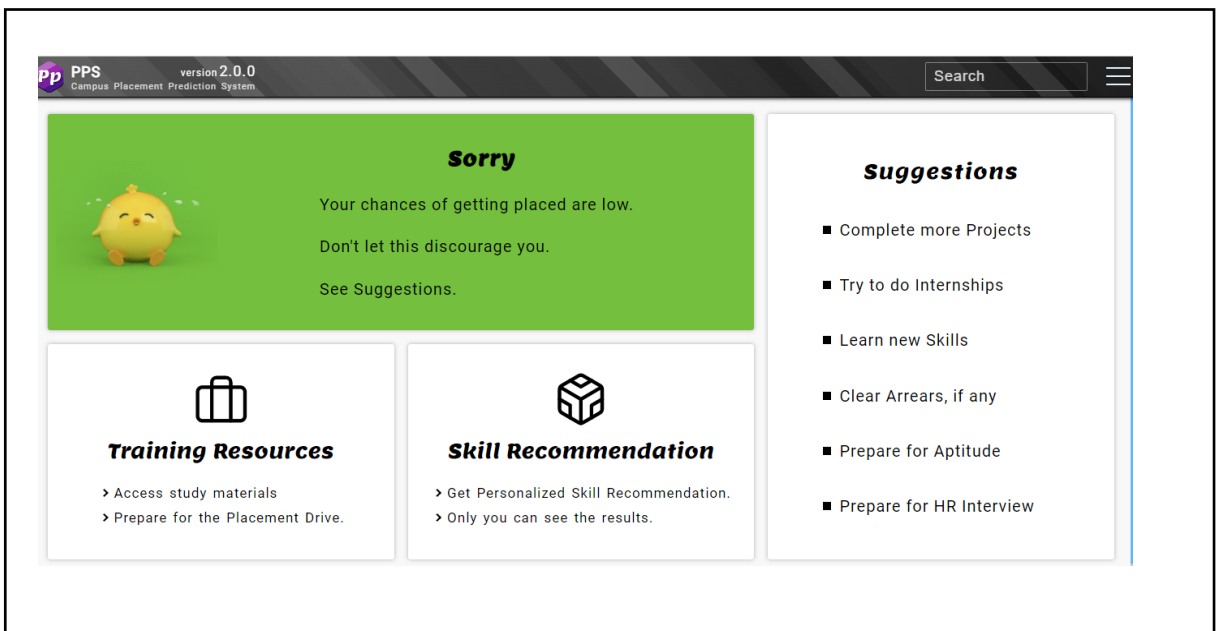 Pp
PPS version 2.0.0
Campus Placement Prediction System
Search
Sorry
Your chances of getting placed are low.
Don't let this discourage you.
See Suggestions.
Training Resources
Access study materials
Prepare for the Placement Drive.
Skill Recommendation
Get Personalized Skill Recommendation.
Only you can see the results.
Suggestions
Complete more Projects
Try to do Internships
Learn new Skills
Clear Arrears, if any
Prepare for Aptitude
Prepare for HR Interview